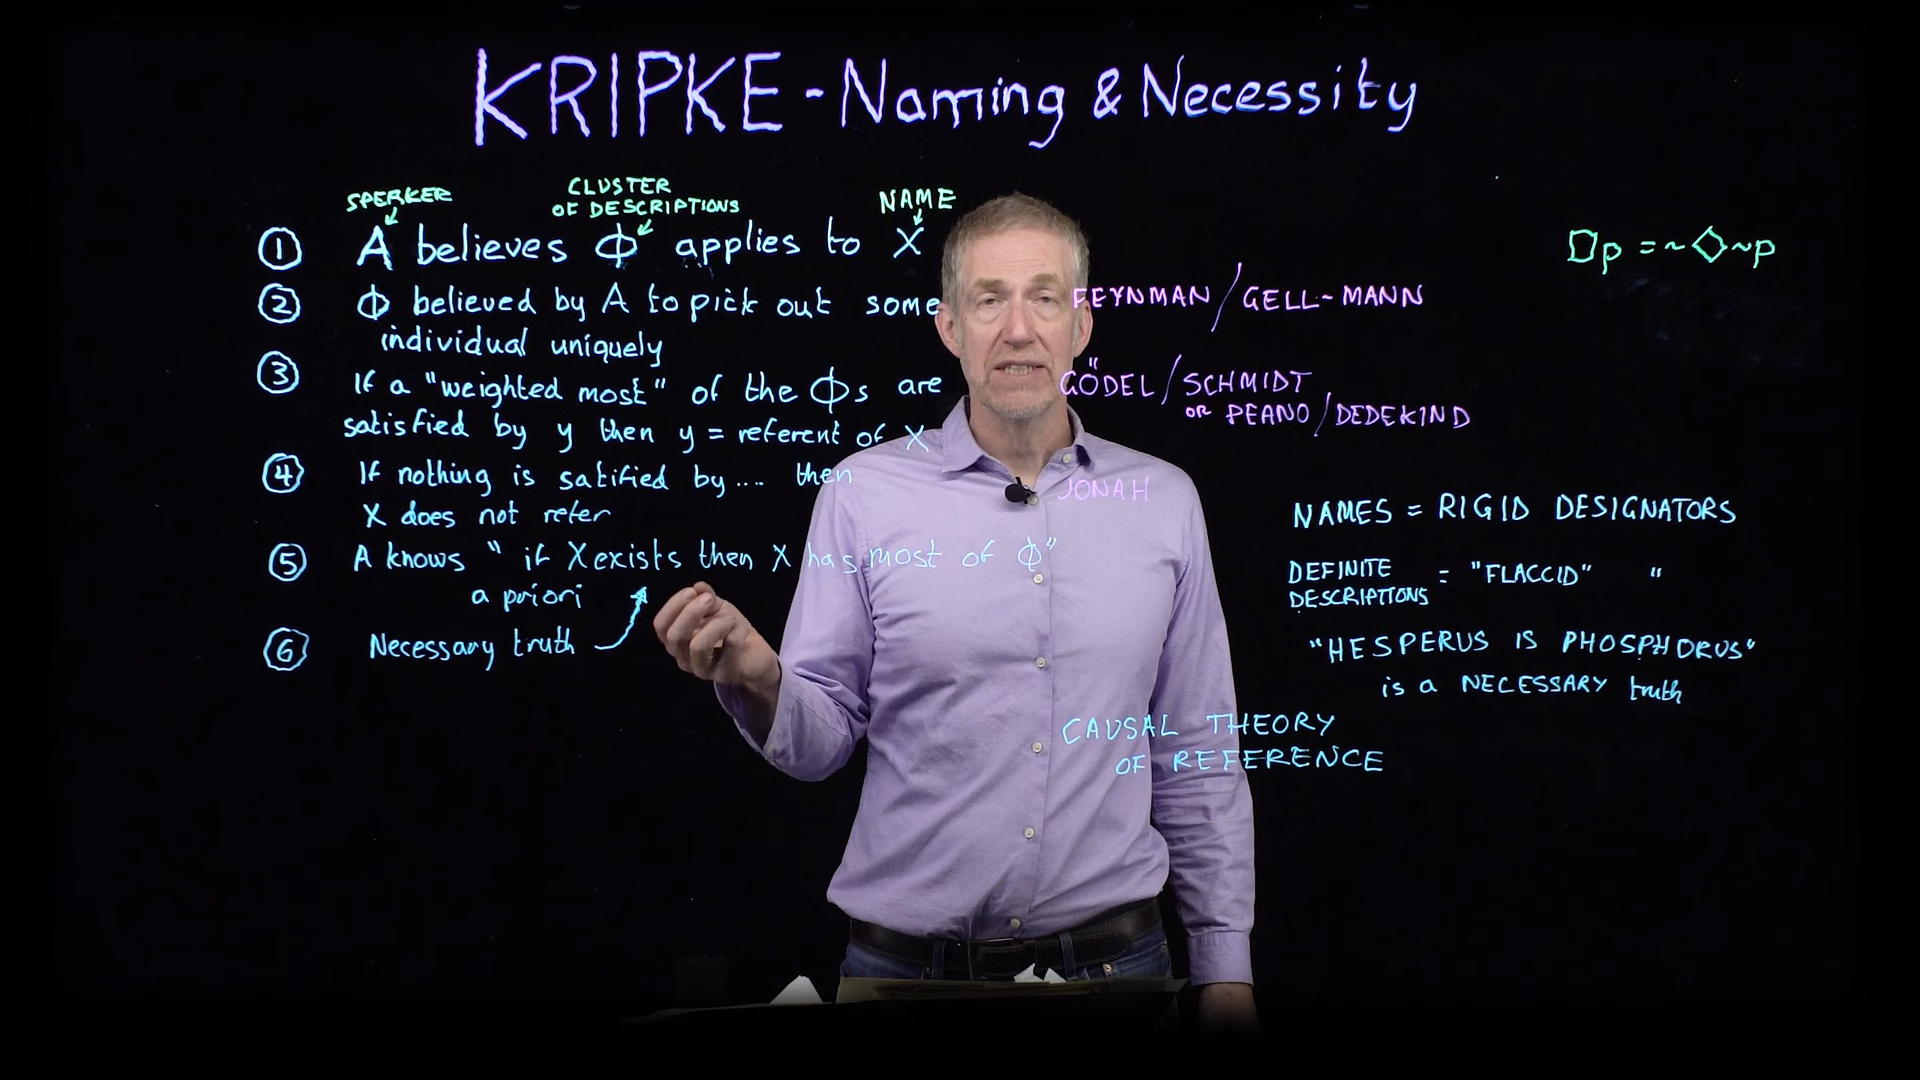 KRIPKE - Naming & Necessity
SPEAKER
CLUSTER
OF DESCRIPTIONS
NAME
① A believes Φ applies to X
② Φ believed by A to pick out some
individual uniquely
③ If a "weighted most" of the Φs are
satisfied by y then y = referent of X
④ If nothing is satified by... then
X does not refer
⑤ A knows "if X exists then X has most of Φ"
a priori
⑥ Necessary truth
□p = ~◇~p
FEYNMAN / GELL-MANN
GÖDEL / SCHMIDT
OR PEANO / DEDEKIND
JONAH
NAMES = RIGID DESIGNATORS
DEFINITE
DESCRIPTIONS = "FLACCID" "
"HESPERUS IS PHOSPHORUS"
is a NECESSARY truth
CAUSAL THEORY
OF REFERENCE